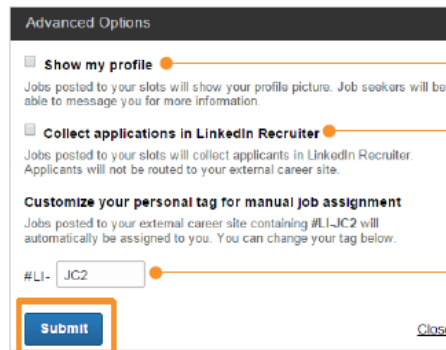 Advanced Options
Show my profile
Jobs posted to your slots will show your profile picture. Job seekers will be
able to message you for more information.
Collect applications in LinkedIn Recruiter
Jobs posted to your slots will collect applicants in LinkedIn Recruiter.
Applicants will not be routed to your external career site.
Customize your personal tag for manual job assignment
Jobs posted to your external career site containing #LI-JC2 will
automatically be assigned to you. You can change your tag below.
#LI- JC2
Submit
Close